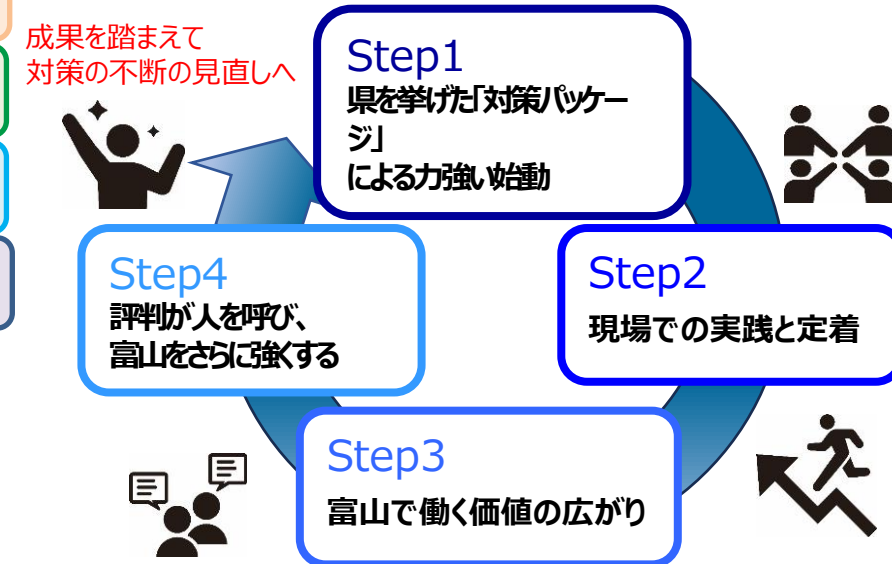 成果を踏まえて
対策の不断の見直しへ
Step1
県を挙げた「対策パッケー
ジ」
による力強い始動
Step2
現場での実践と定着
Step3
富山で働く価値の広がり
Step4
評判が人を呼び、
富山をさらに強くする